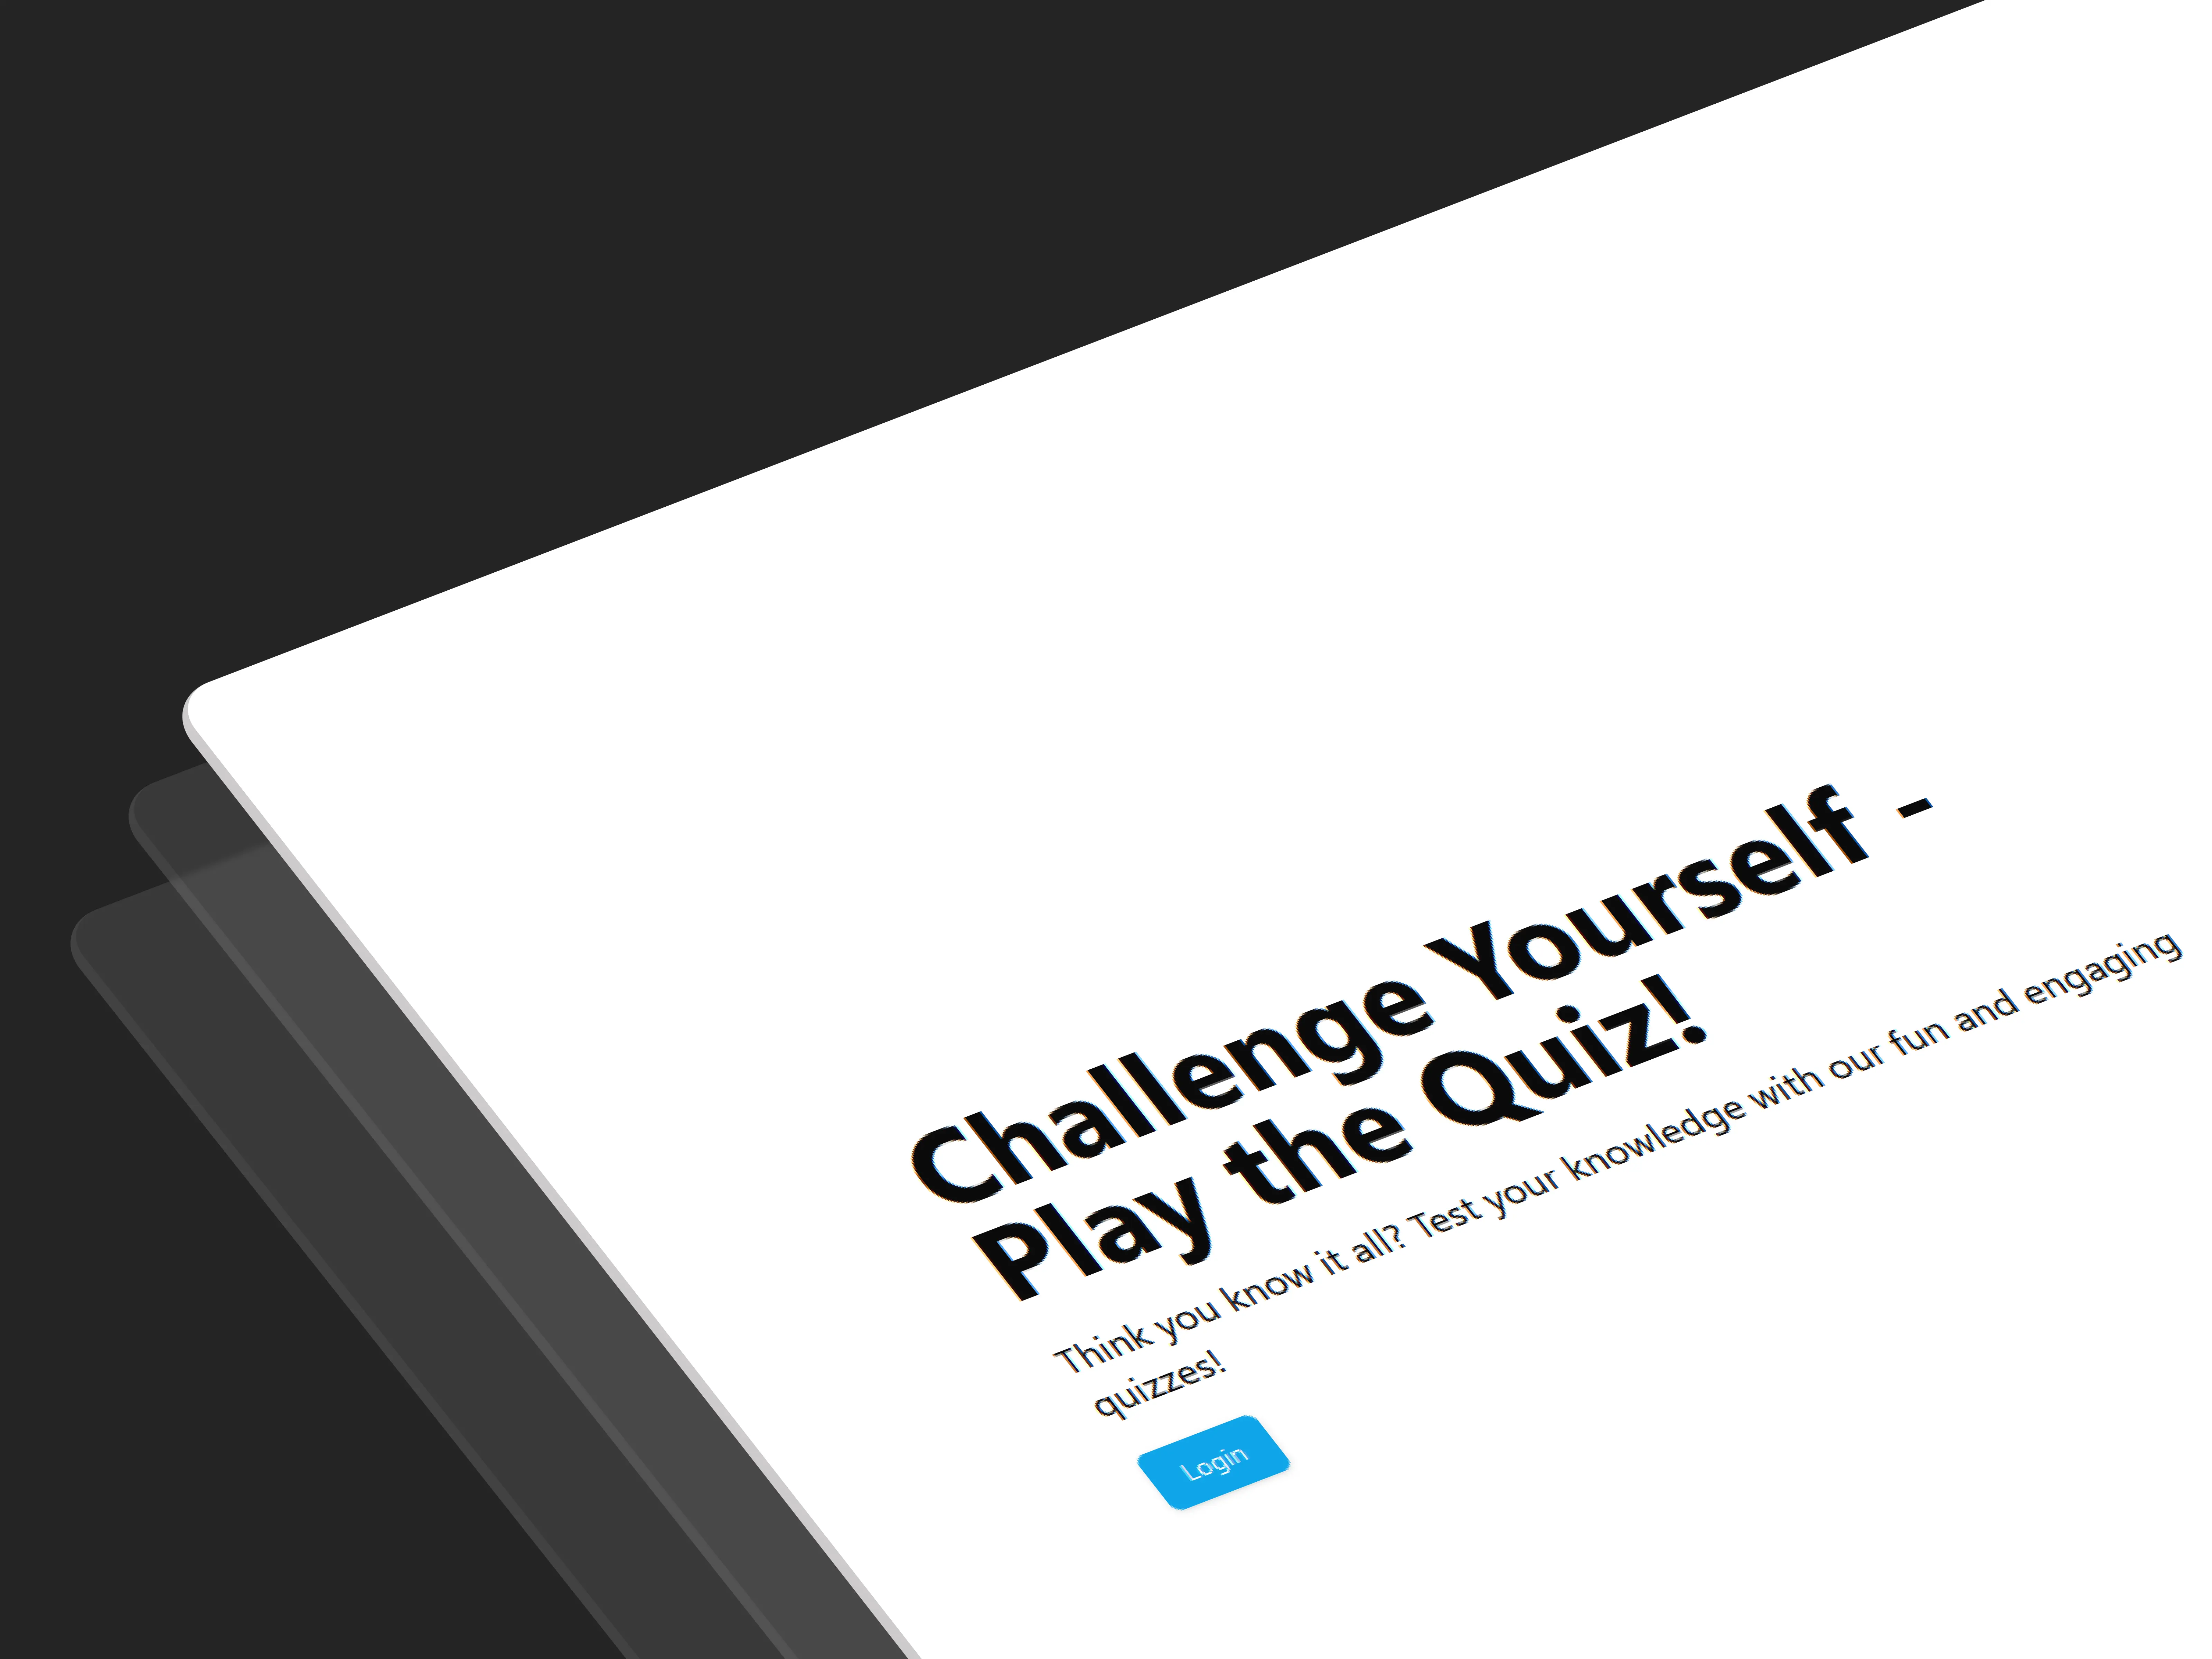 Challenge Yourself -
Play the Quiz!
Think you know it all? Test your knowledge with our fun and engaging
quizzes!
Login